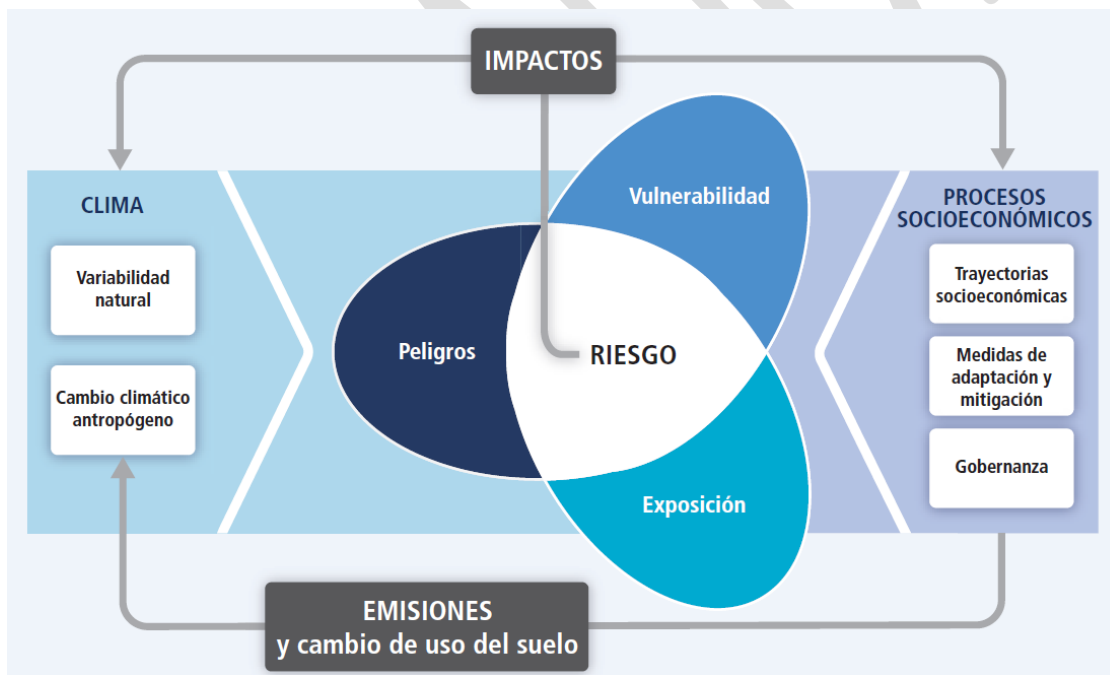 IMPACTOS
CLIMA
Variabilidad
natural
Cambio climático
antropógeno
Vulnerabilidad
Peligros
RIESGO
Exposición
PROCESOS
SOCIOECONÓMICOS
Trayectorias
socioeconómicas
Medidas de
adaptación y
mitigación
Gobernanza
EMISIONES
y cambio de uso del suelo